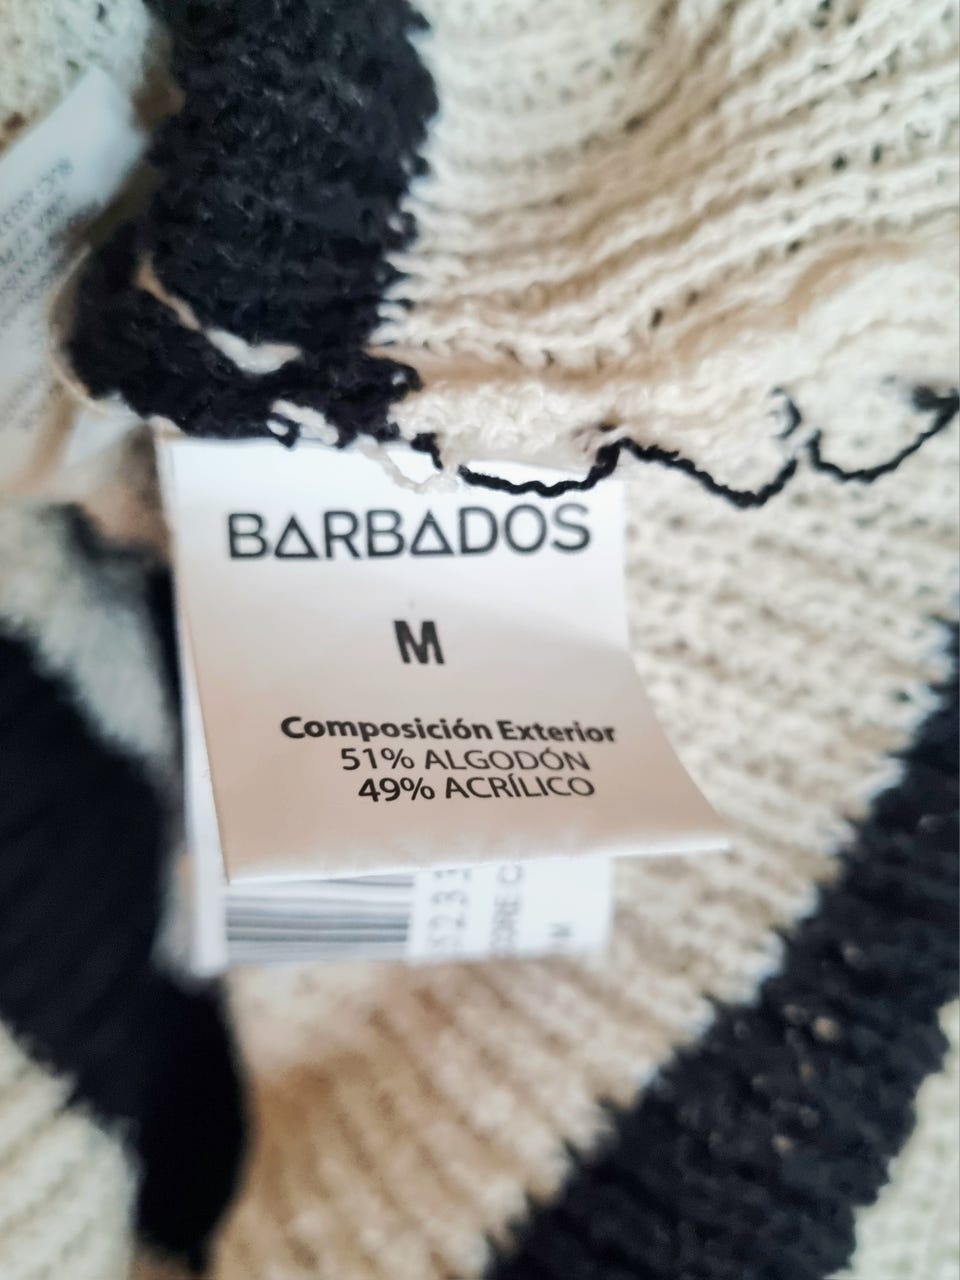 BARBADOS
M
Composición Exterior
51% ALGODÓN
49% ACRÍLICO